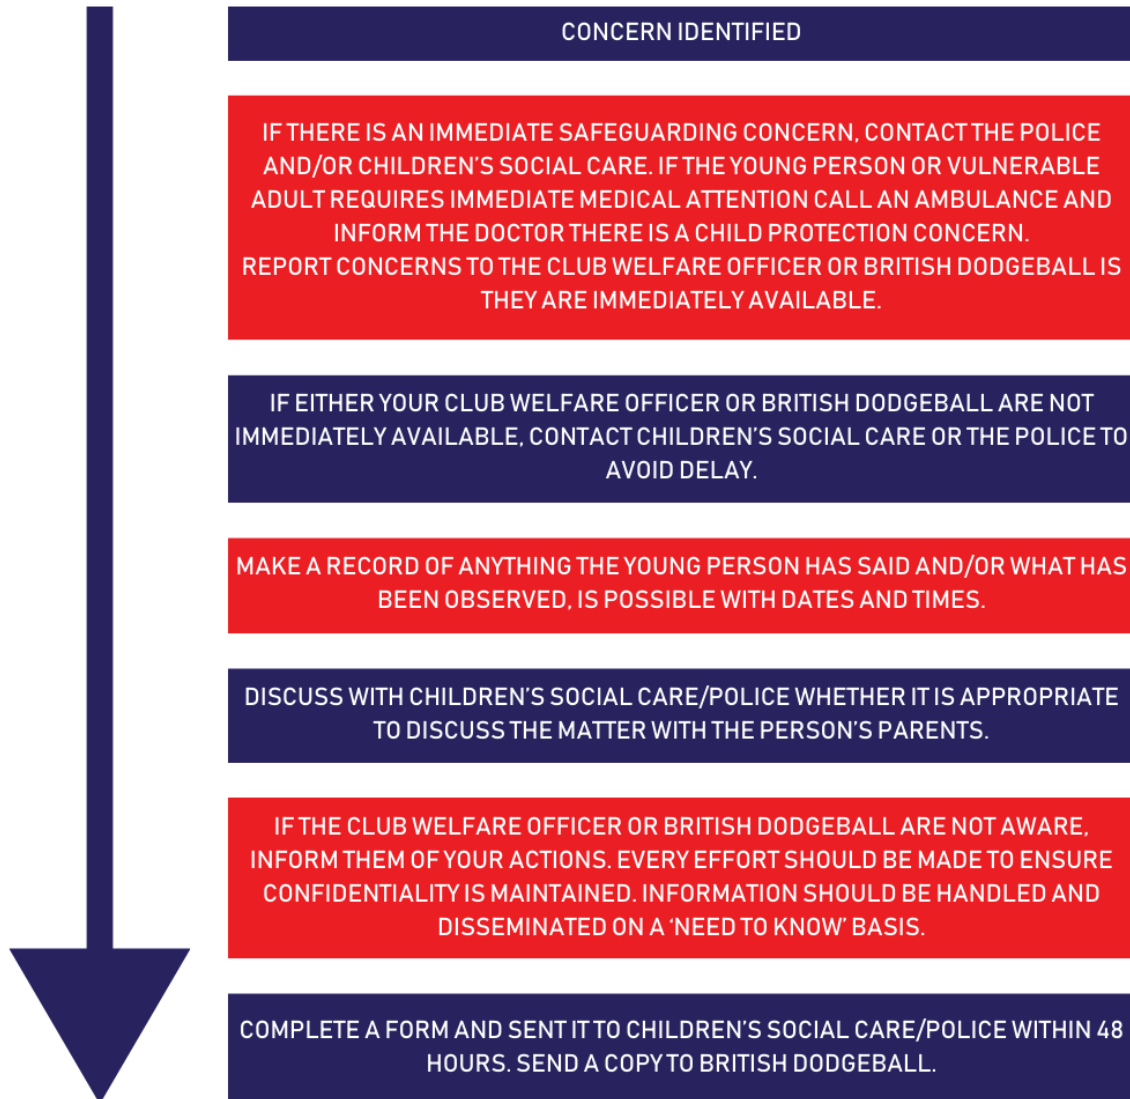 CONCERN IDENTIFIED
IF THERE IS AN IMMEDIATE SAFEGUARDING CONCERN, CONTACT THE POLICE
AND/OR CHILDREN'S SOCIAL CARE. IF THE YOUNG PERSON OR VULNERABLE
ADULT REQUIRES IMMEDIATE MEDICAL ATTENTION CALL AN AMBULANCE AND
INFORM THE DOCTOR THERE IS A CHILD PROTECTION CONCERN.
REPORT CONCERNS TO THE CLUB WELFARE OFFICER OR BRITISH DODGEBALL IS
THEY ARE IMMEDIATELY AVAILABLE.
IF EITHER YOUR CLUB WELFARE OFFICER OR BRITISH DODGEBALL ARE NOT
IMMEDIATELY AVAILABLE, CONTACT CHILDREN'S SOCIAL CARE OR THE POLICE TO
AVOID DELAY.
MAKE A RECORD OF ANYTHING THE YOUNG PERSON HAS SAID AND/OR WHAT HAS
BEEN OBSERVED, IS POSSIBLE WITH DATES AND TIMES.
DISCUSS WITH CHILDREN'S SOCIAL CARE/POLICE WHETHER IT IS APPROPRIATE
TO DISCUSS THE MATTER WITH THE PERSON'S PARENTS.
IF THE CLUB WELFARE OFFICER OR BRITISH DODGEBALL ARE NOT AWARE,
INFORM THEM OF YOUR ACTIONS. EVERY EFFORT SHOULD BE MADE TO ENSURE
CONFIDENTIALITY IS MAINTAINED. INFORMATION SHOULD BE HANDLED AND
DISSEMINATED ON A 'NEED TO KNOW' BASIS.
COMPLETE A FORM AND SENT IT TO CHILDREN'S SOCIAL CARE/POLICE WITHIN 48
HOURS. SEND A COPY TO BRITISH DODGEBALL.